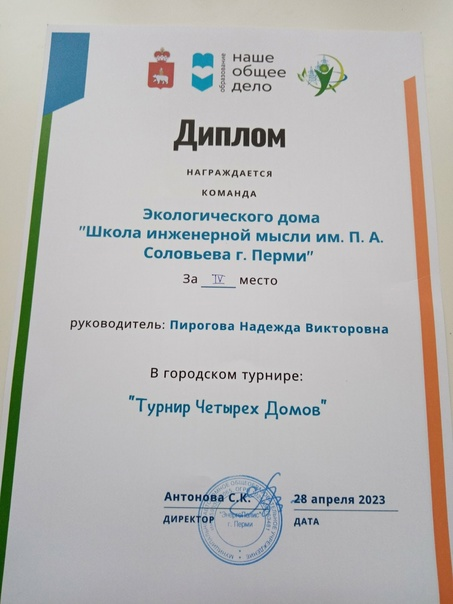 образование
наше
общее
дело
Диплом
НАГРАЖДАЕТСЯ
КОМАНДА
Экологического дома
"Школа инженерной мысли им. П. А.
Соловьева г. Перми"
За IV место
руководитель: Пирогова Надежда Викторовна
В городском турнире:
"Турнир Четырех Домов"
Антонова С.К.
28 апреля 2023
ДИРЕКТОР
ДАТА
г. Перми